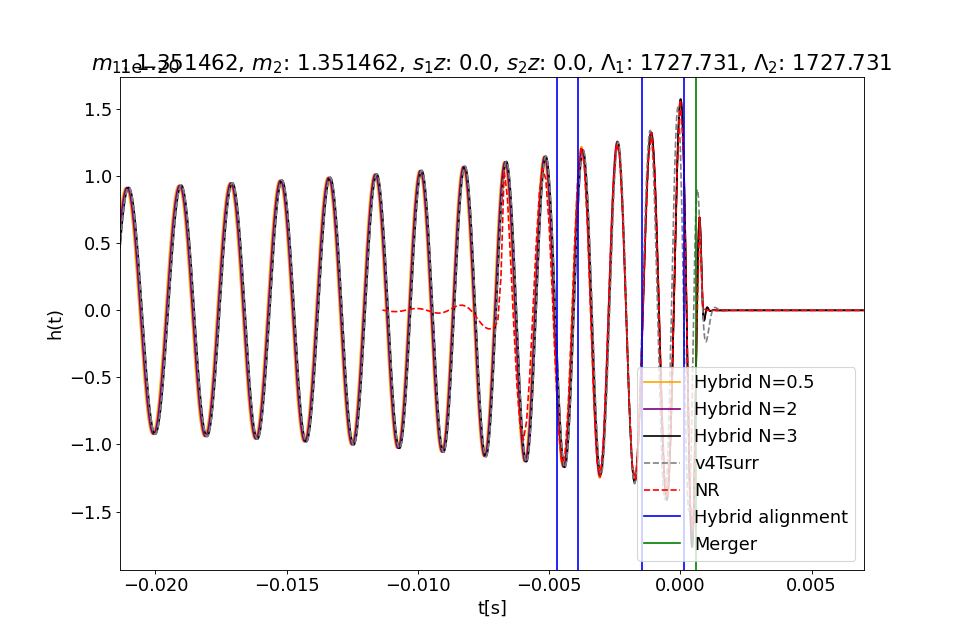 m₁: 1.351462, m₂: 1.351462, s₁z: 0.0, s₂z: 0.0, Λ₁: 1727.731, Λ₂: 1727.731
1e−20
1.5
1.0
0.5
0.0
−0.5
−1.0
−1.5
h(t)
Hybrid N=0.5
Hybrid N=2
Hybrid N=3
v4Tsurr
NR
Hybrid alignment
Merger
−0.020 −0.015 −0.010 −0.005 0.000 0.005
t[s]